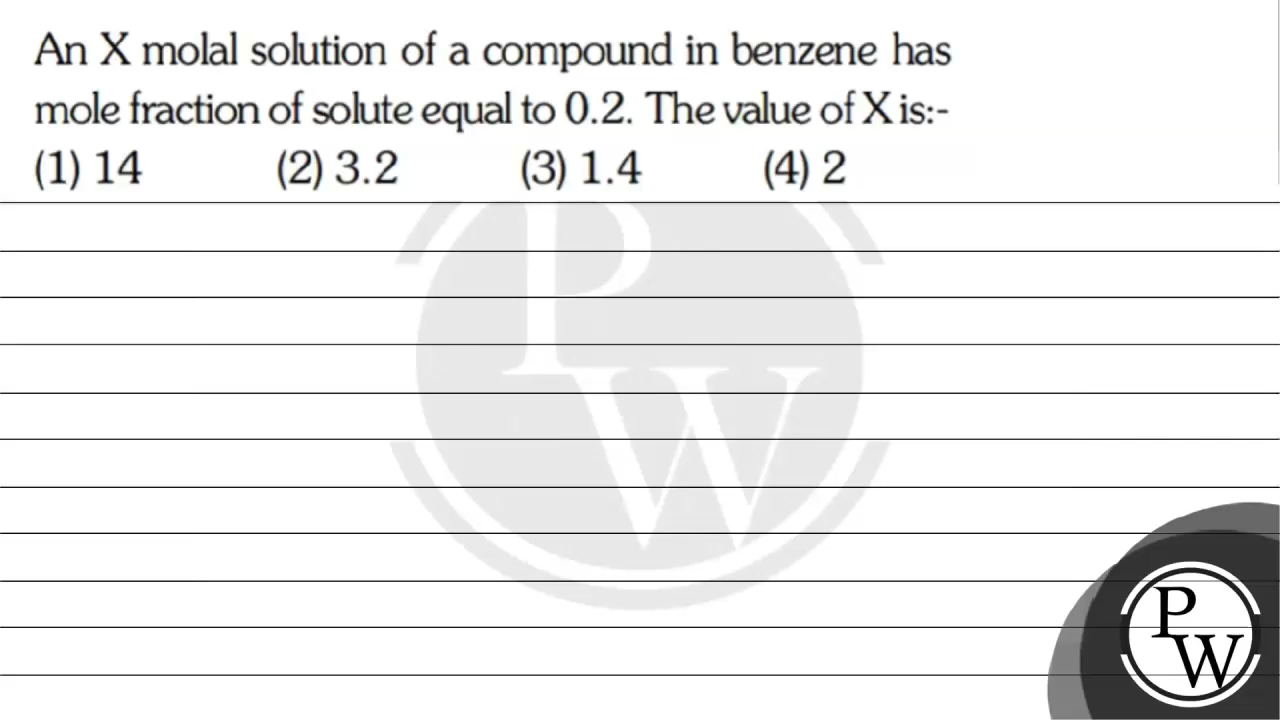 An X molal solution of a compound in benzene has
mole fraction of solute equal to 0.2. The value of X is:-
(1) 14 (2) 3.2 (3) 1.4 (4) 2
PW
PW